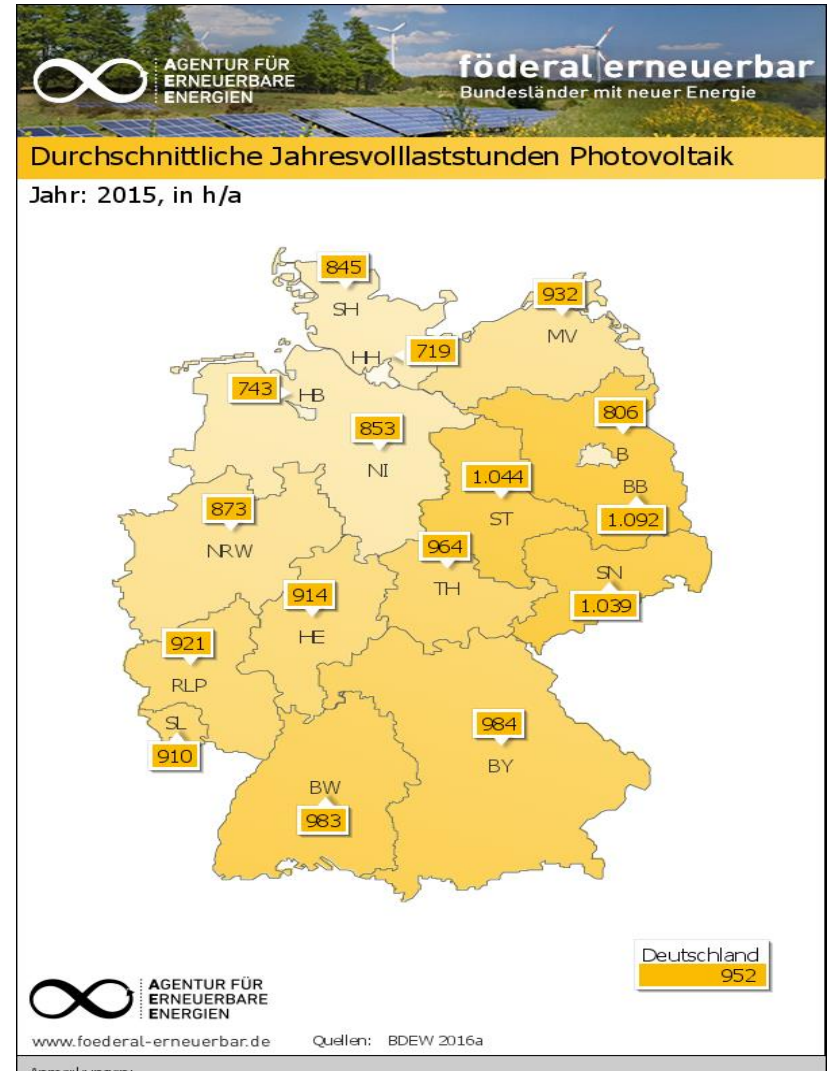 AGENTUR FÜR
ERNEUERBARE
ENERGIEN
föderal erneuerbar
Bundesländer mit neuer Energie
Durchschnittliche Jahresvolllaststunden Photovoltaik
Jahr: 2015, in h/a
845
SH
932
MV
HH
719
743
HB
853
NI
806
B
BB
1.092
1.044
ST
873
NRW
964
TH
SN
1.039
914
HE
921
RLP
SL
910
984
BY
BW
983
Deutschland
952
AGENTUR FÜR
ERNEUERBARE
ENERGIEN
www.foederal-erneuerbar.de Quellen: BDEW 2016a